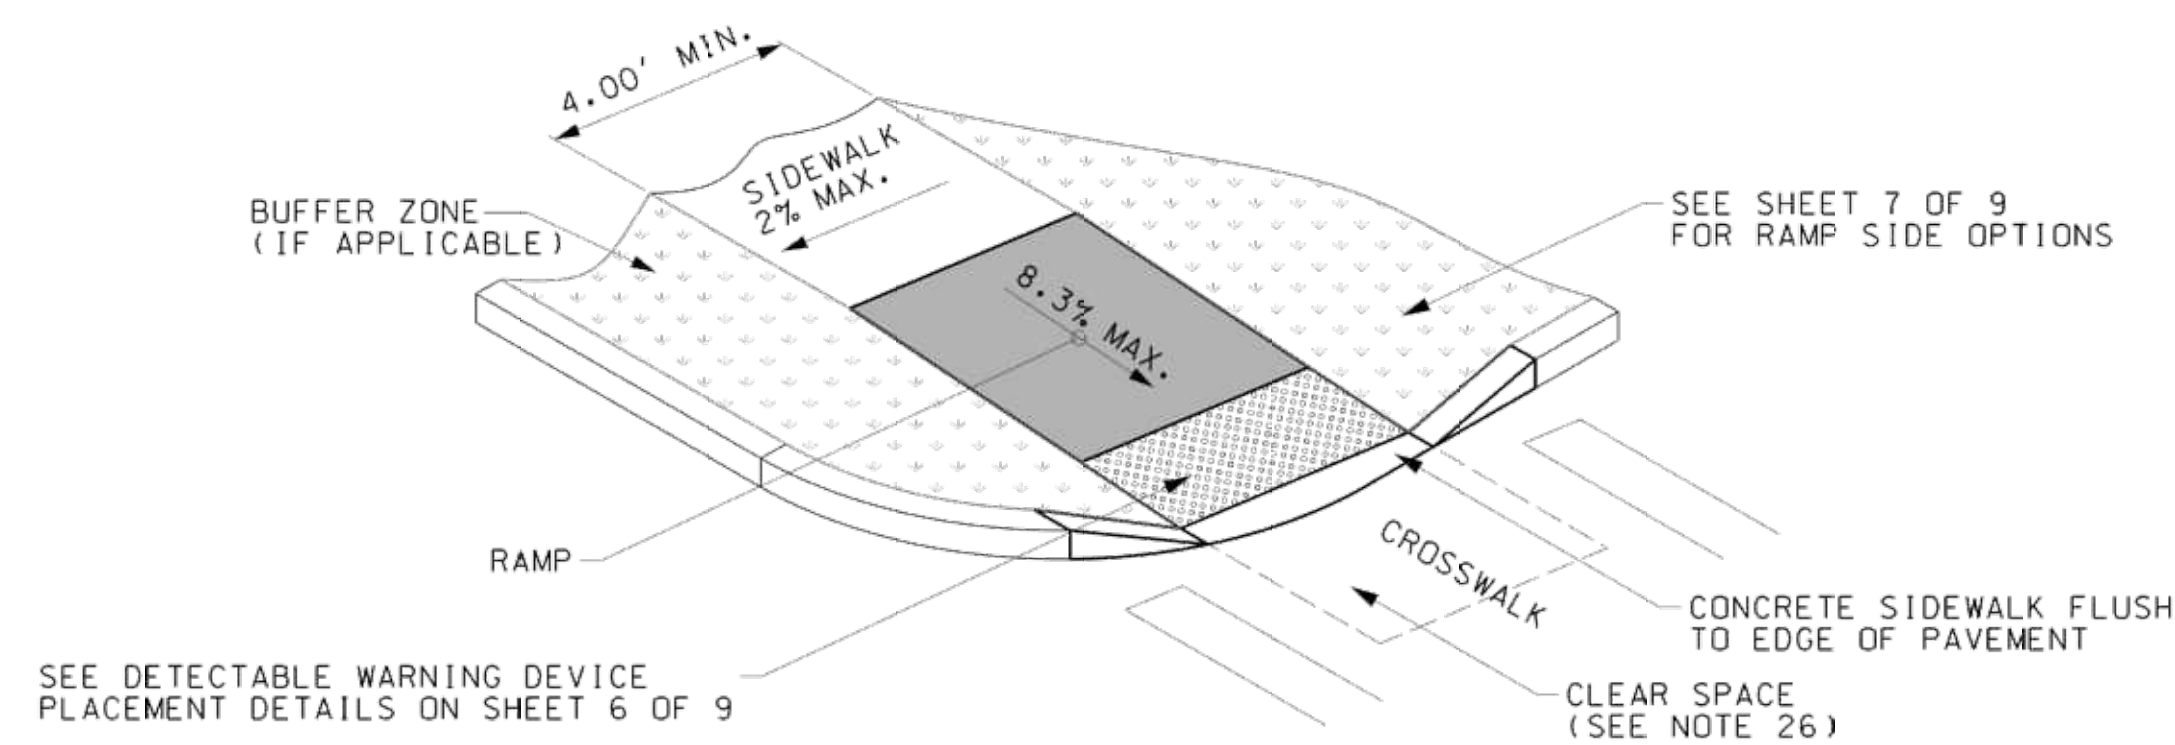 4.00' MIN.
SIDEWALK
2% MAX.
BUFFER ZONE
(IF APPLICABLE)
SEE SHEET 7 OF 9
FOR RAMP SIDE OPTIONS
8.3% MAX.
RAMP
CROSSWALK
CONCRETE SIDEWALK FLUSH
TO EDGE OF PAVEMENT
SEE DETECTABLE WARNING DEVICE
PLACEMENT DETAILS ON SHEET 6 OF 9
CLEAR SPACE
(SEE NOTE 26)